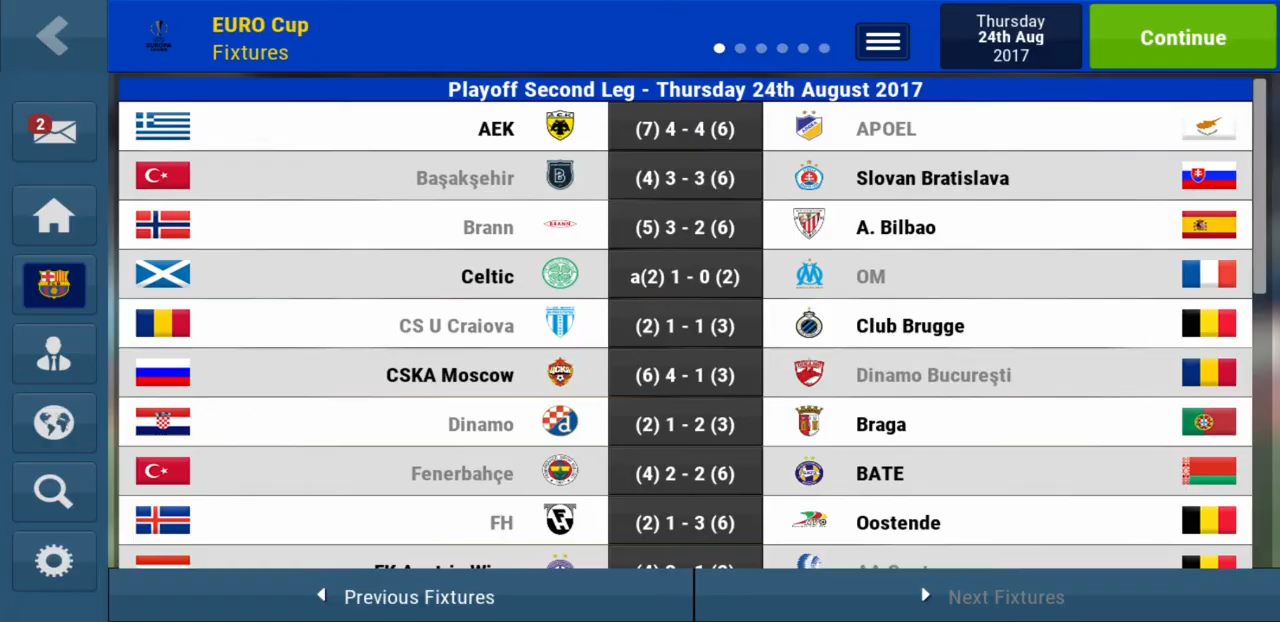 EURO Cup
Fixtures
Thursday
24th Aug
2017
Continue
2
Playoff Second Leg - Thursday 24th August 2017
AEK (7) 4 - 4 (6) APOEL
Başakşehir (4) 3 - 3 (6) Slovan Bratislava
Brann (5) 3 - 2 (6) A. Bilbao
Celtic a(2) 1 - 0 (2) OM
CS U Craiova (2) 1 - 1 (3) Club Brugge
CSKA Moscow (6) 4 - 1 (3) Dinamo Bucureşti
Dinamo (2) 1 - 2 (3) Braga
Fenerbahçe (4) 2 - 2 (6) BATE
FH (2) 1 - 3 (6) Oostende
Previous Fixtures
Next Fixtures